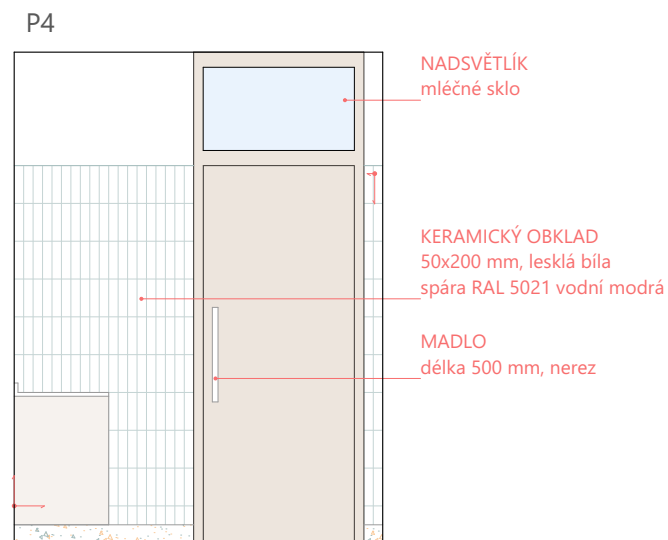 P4
NADSVĚTLÍK
mléčné sklo
KERAMICKÝ OBKLAD
50x200 mm, lesklá bíla
spára RAL 5021 vodní modrá
MADLO
délka 500 mm, nerez